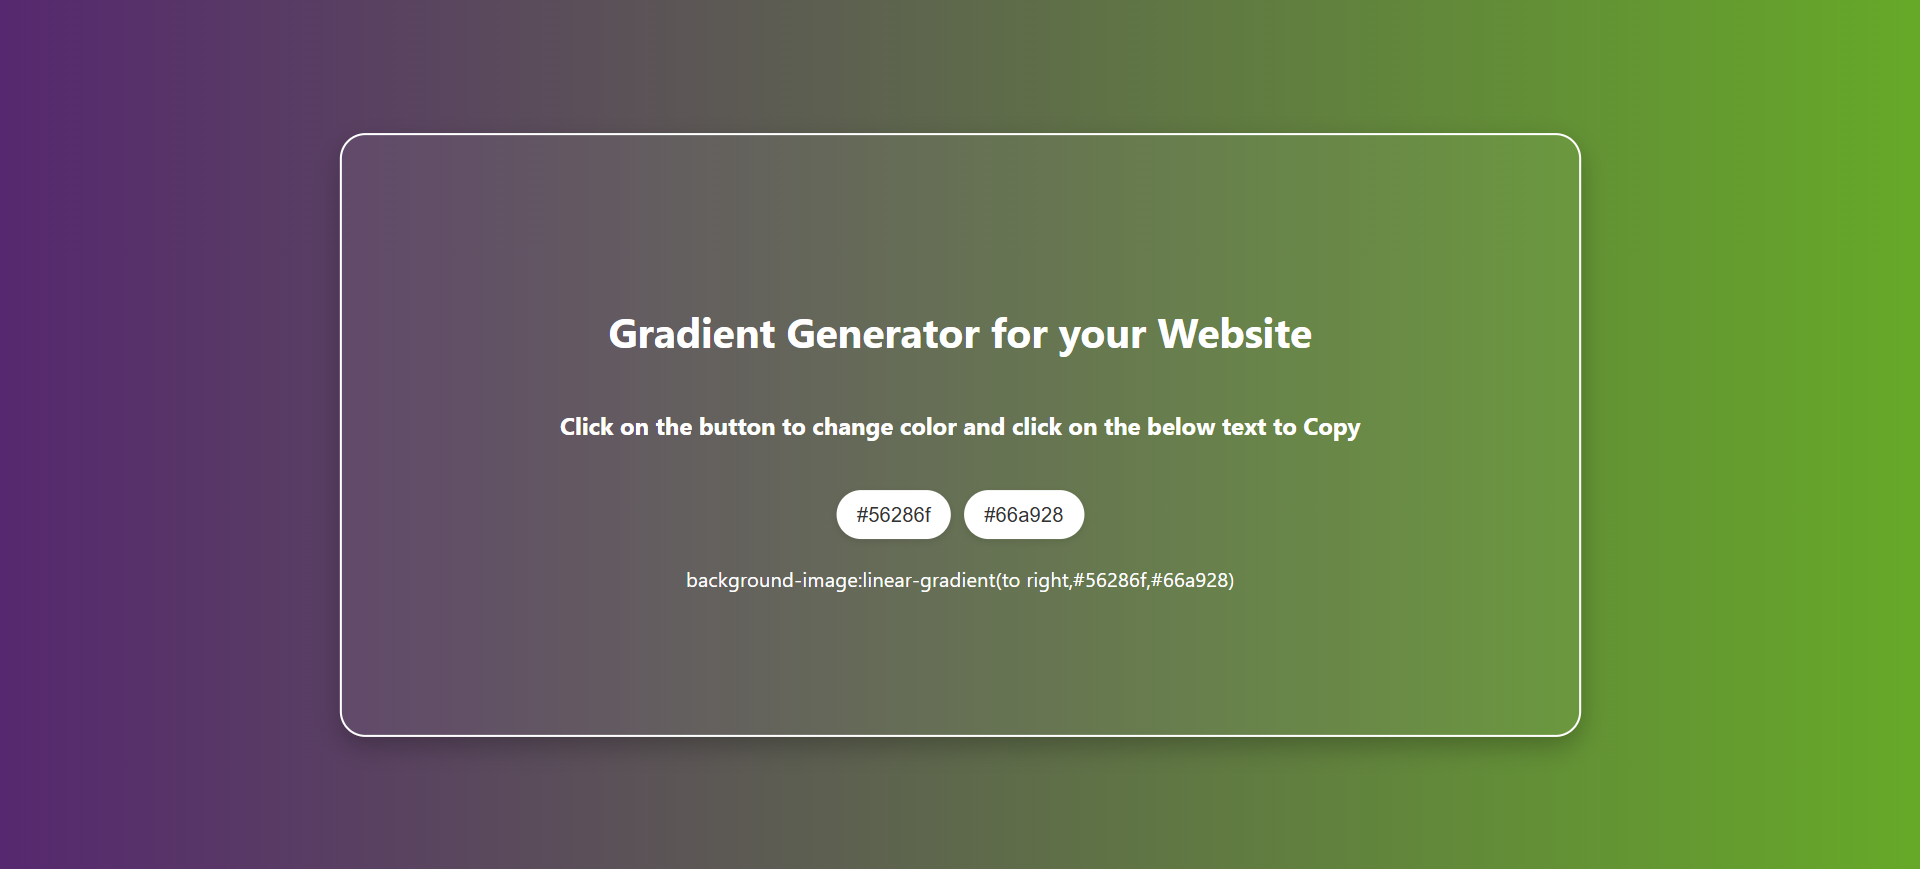 Gradient Generator for your Website
Click on the button to change color and click on the below text to Copy
#56286f #66a928
background-image:linear-gradient(to right,#56286f,#66a928)